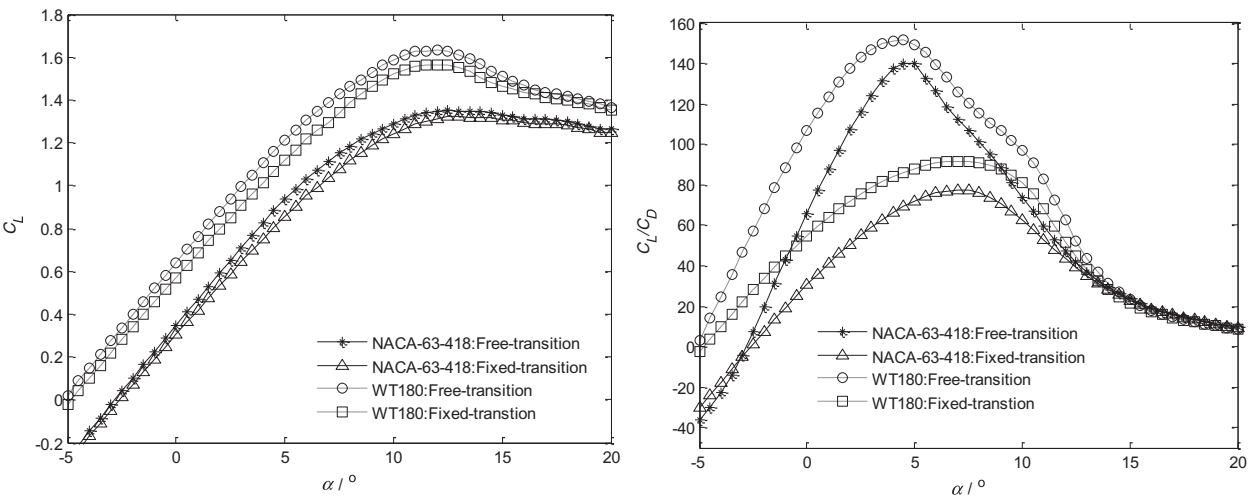 1.8
1.6
1.4
1.2
1
0.8
0.6
0.4
0.2
0
-0.2
C_L
-5 0 5 10 15 20
α / °
NACA-63-418:Free-transition
NACA-63-418:Fixed-transition
WT180:Free-transition
WT180:Fixed-transtion
160
140
120
100
80
60
40
20
0
-20
-40
C_L/C_D
-5 0 5 10 15 20
α / °
NACA-63-418:Free-transition
NACA-63-418:Fixed-transition
WT180:Free-transition
WT180:Fixed-transition